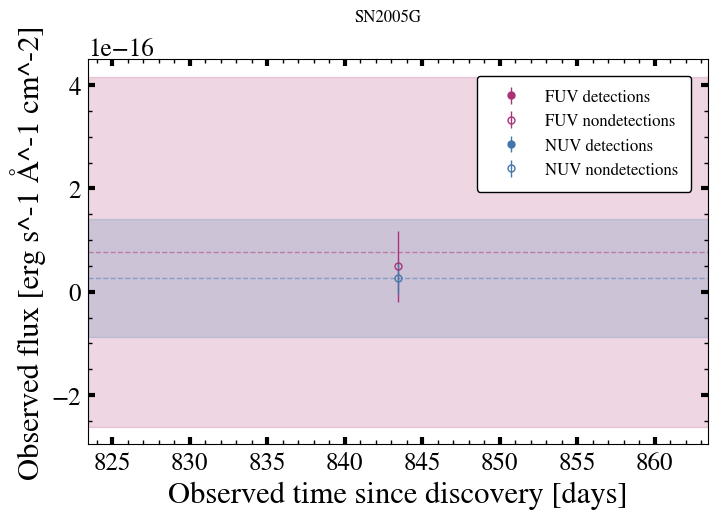 SN2005G
1e−16
4
2
0
−2
Observed flux [erg s^-1 Å^-1 cm^-2]
FUV detections
FUV nondetections
NUV detections
NUV nondetections
825 830 835 840 845 850 855 860
Observed time since discovery [days]